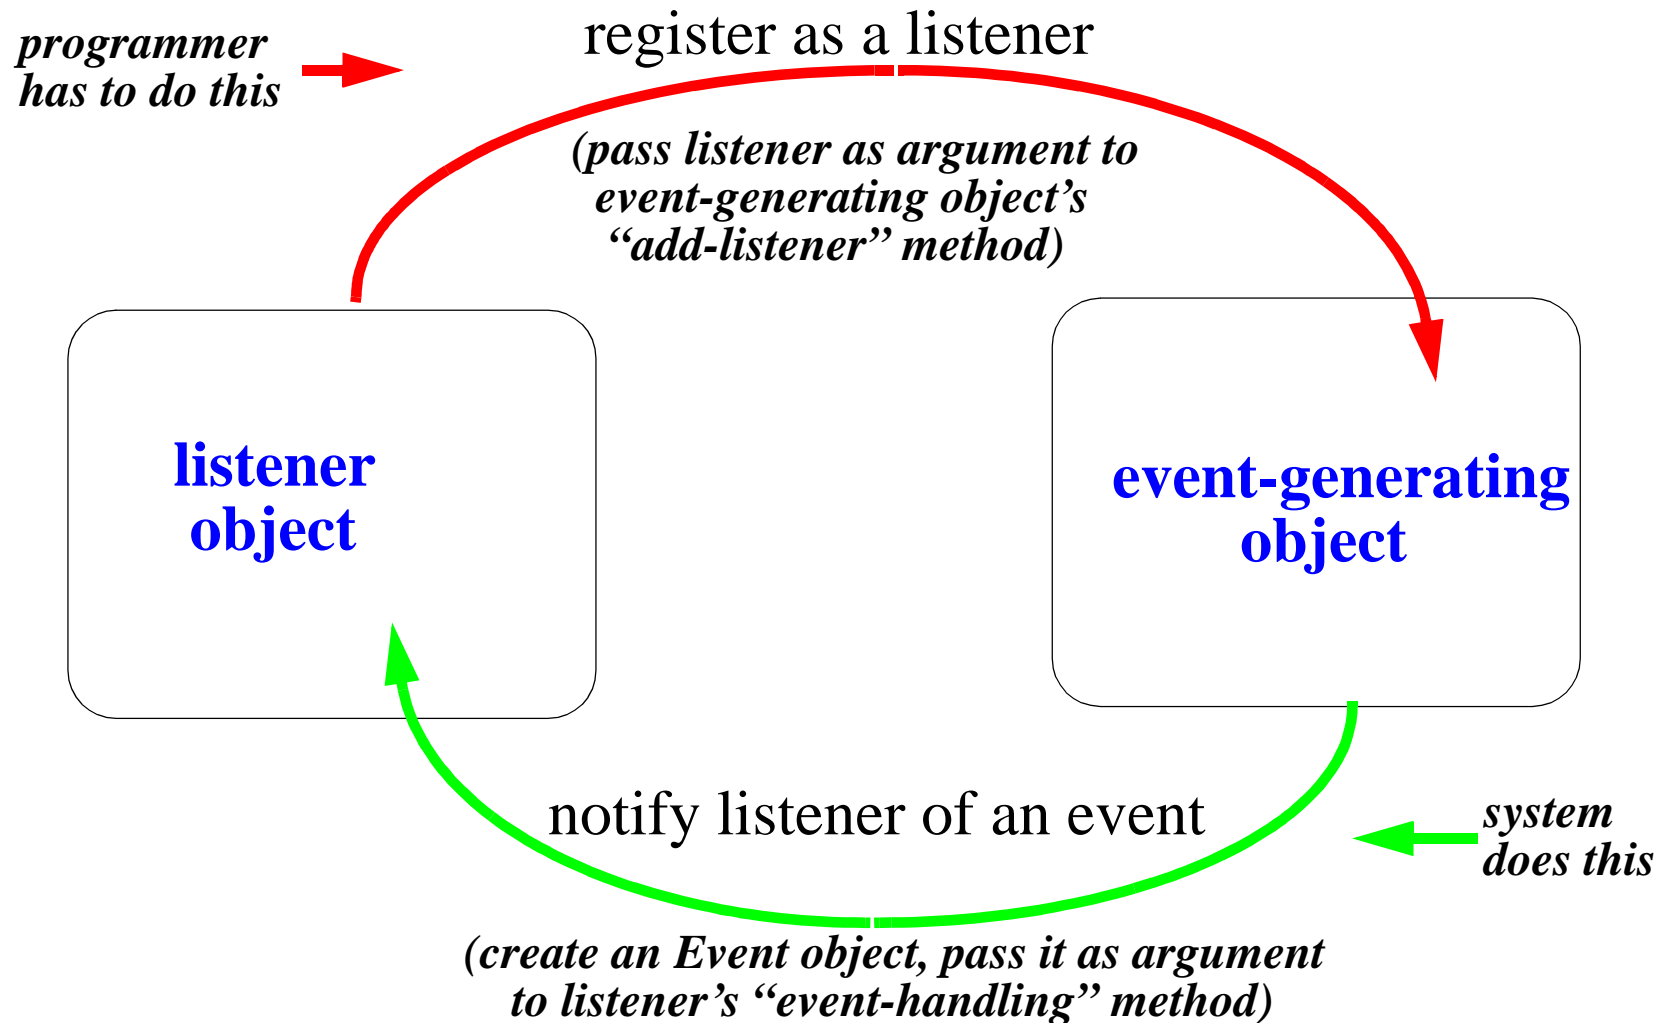 register as a listener
programmer
has to do this
(pass listener as argument to
event-generating object’s
“add-listener” method)
listener
object
event-generating
object
notify listener of an event
system
does this
(create an Event object, pass it as argument
to listener’s “event-handling” method)